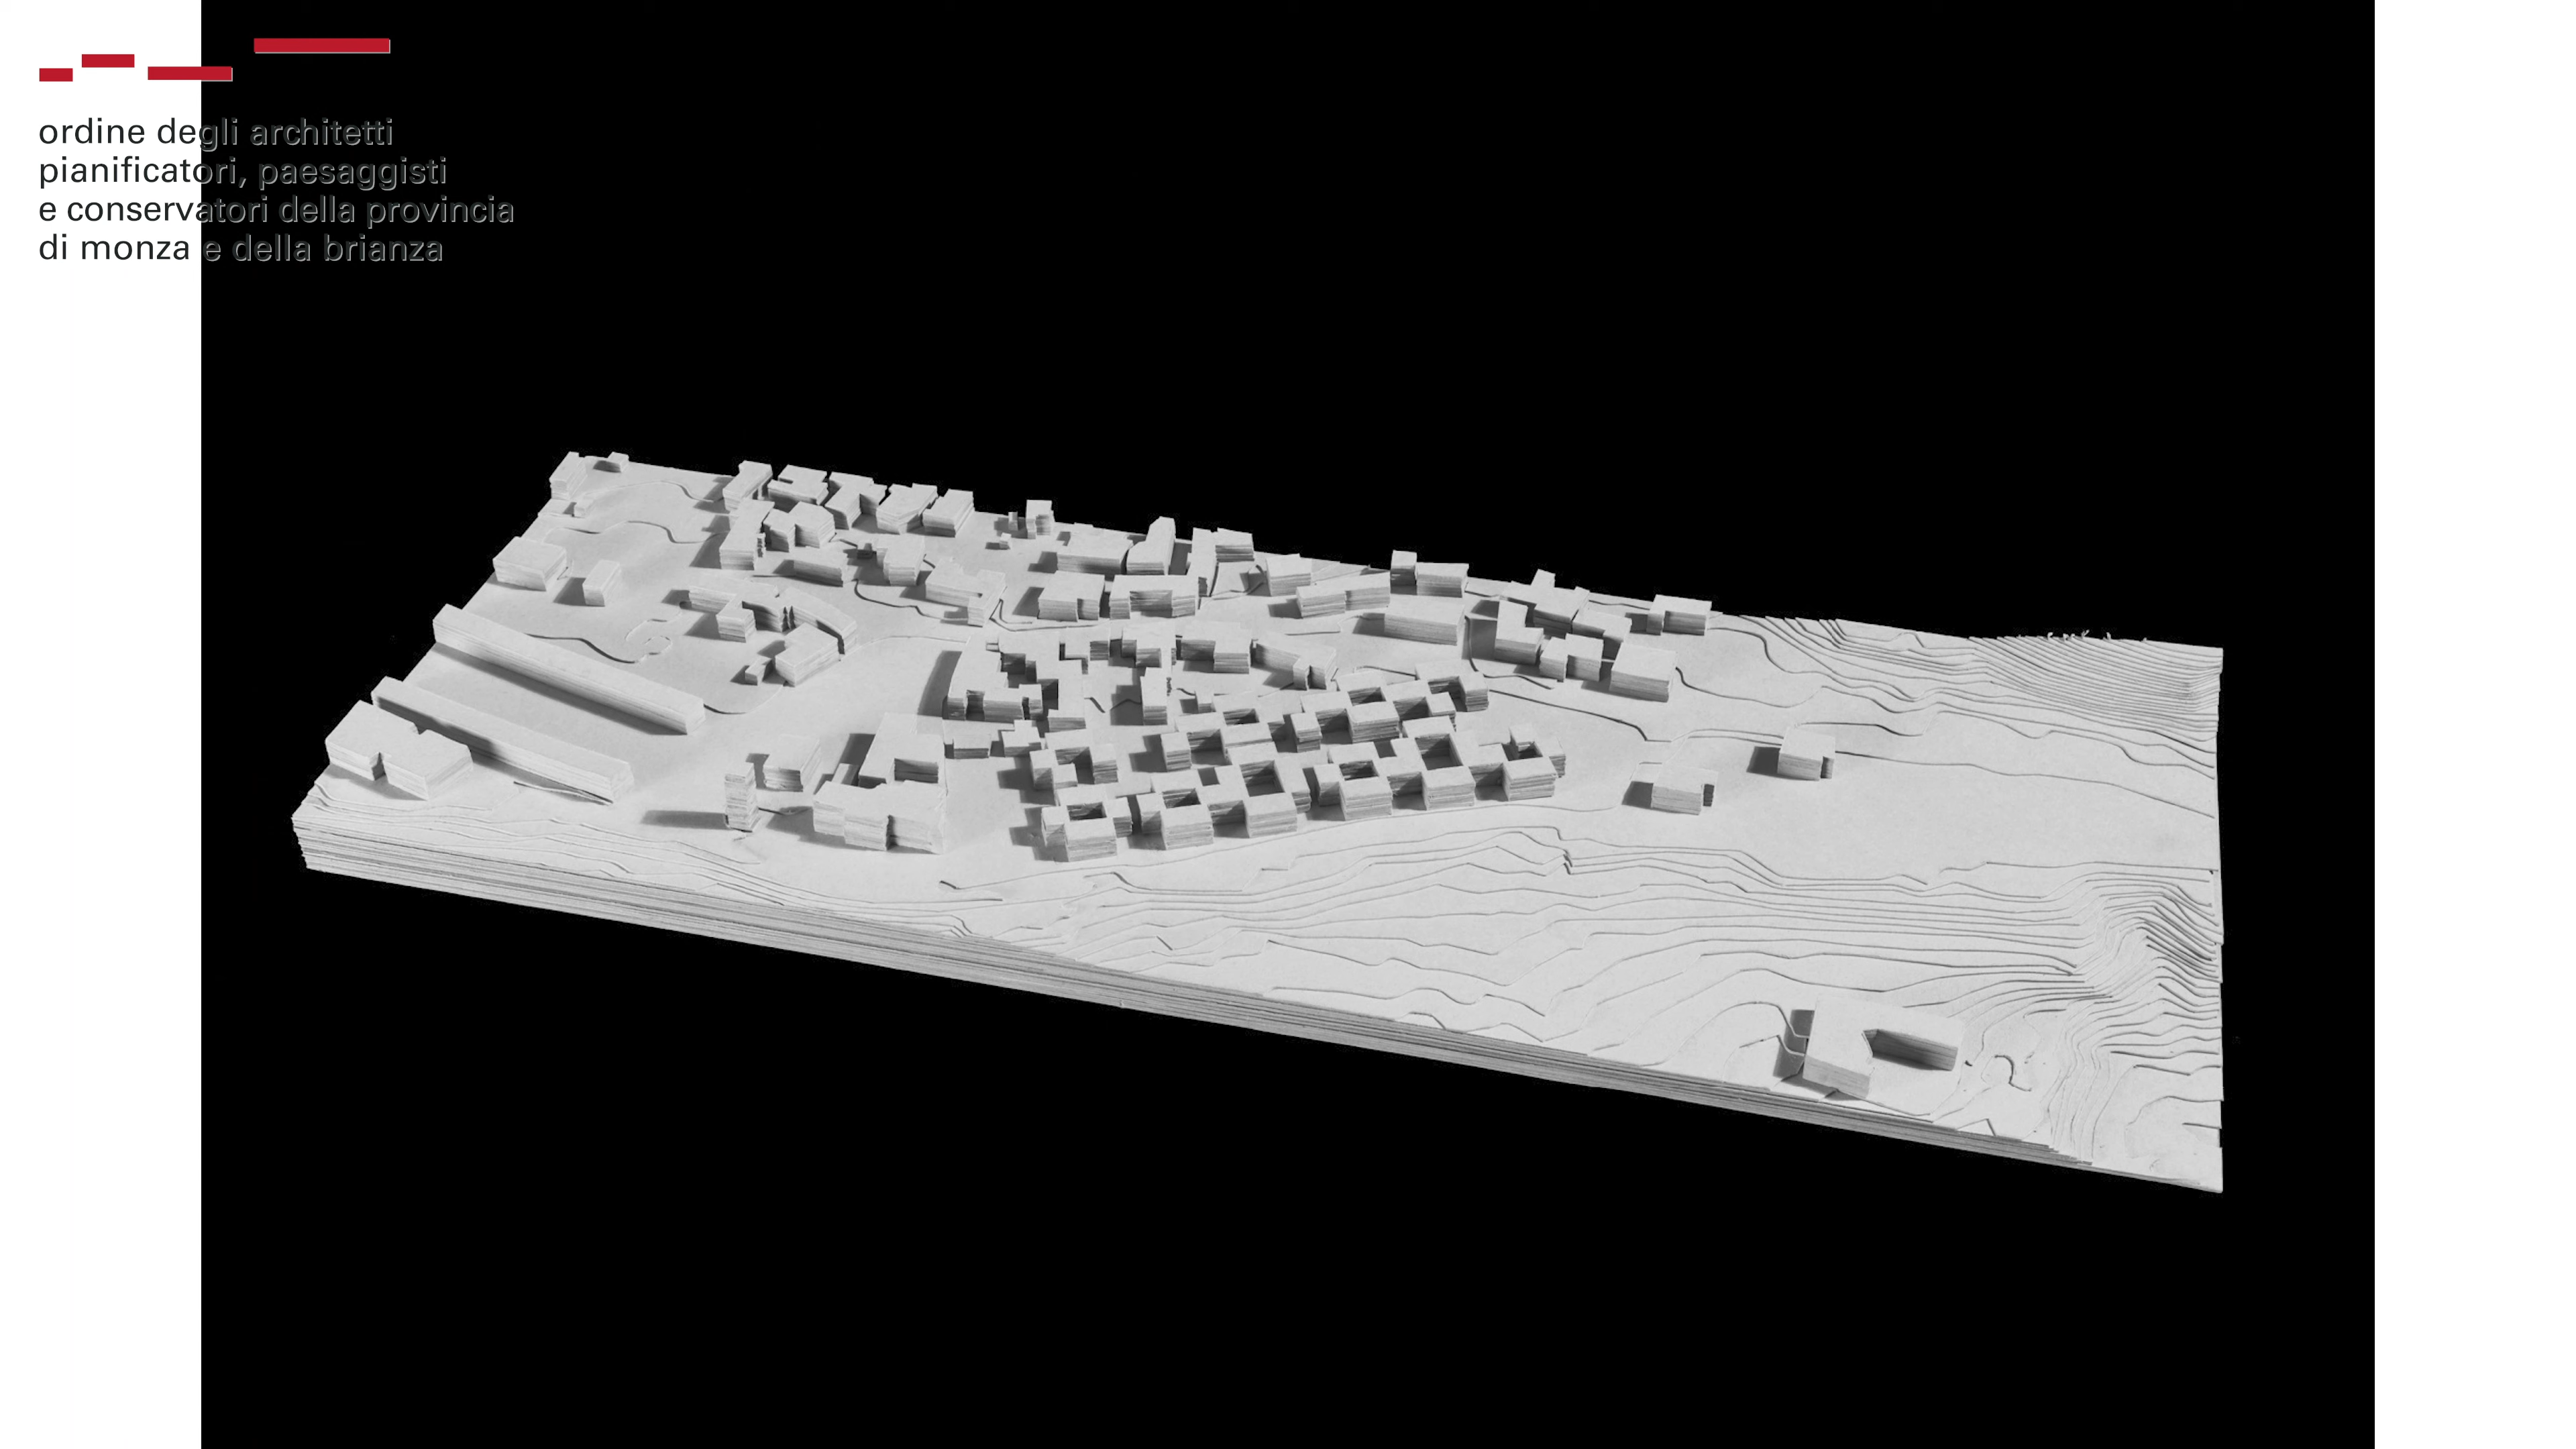 ordine degli architetti
pianificatori, paesaggisti
e conservatori della provincia
di monza e della brianza